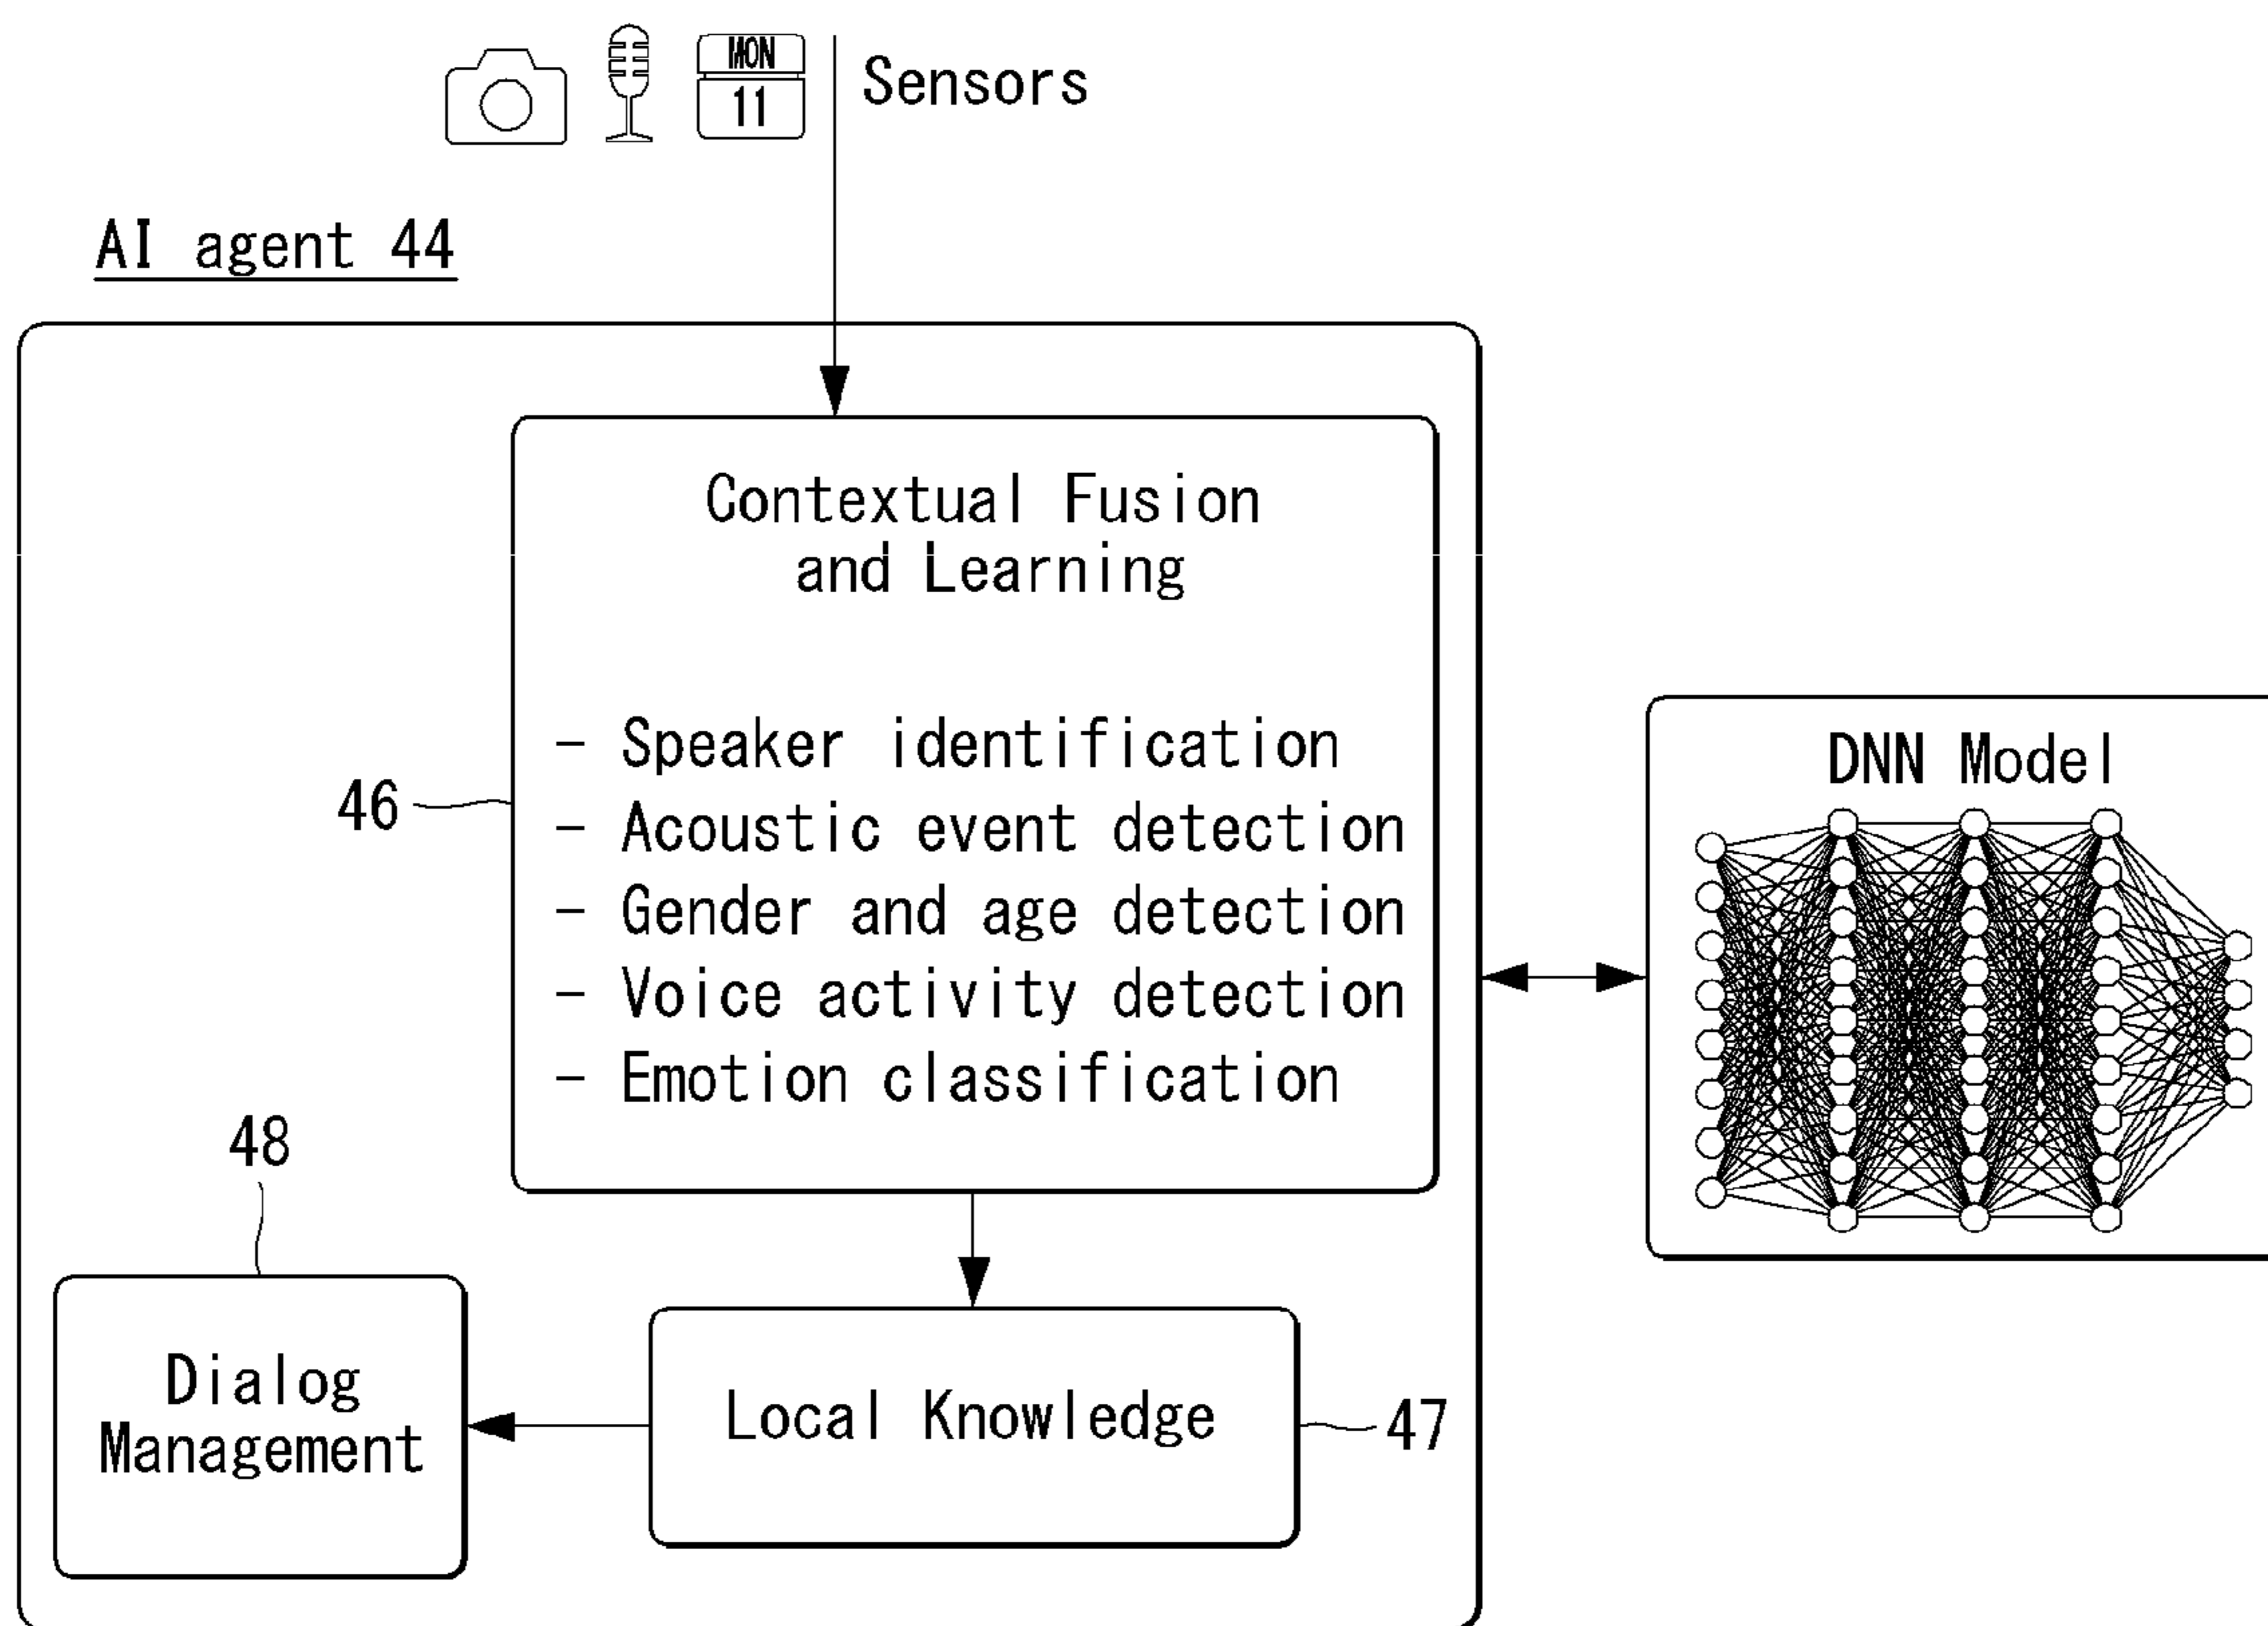 MON
11
Sensors
AI agent 44
Contextual Fusion
and Learning
- Speaker identification
- Acoustic event detection
- Gender and age detection
- Voice activity detection
- Emotion classification
46
DNN Model
48
Dialog
Management
Local Knowledge
47